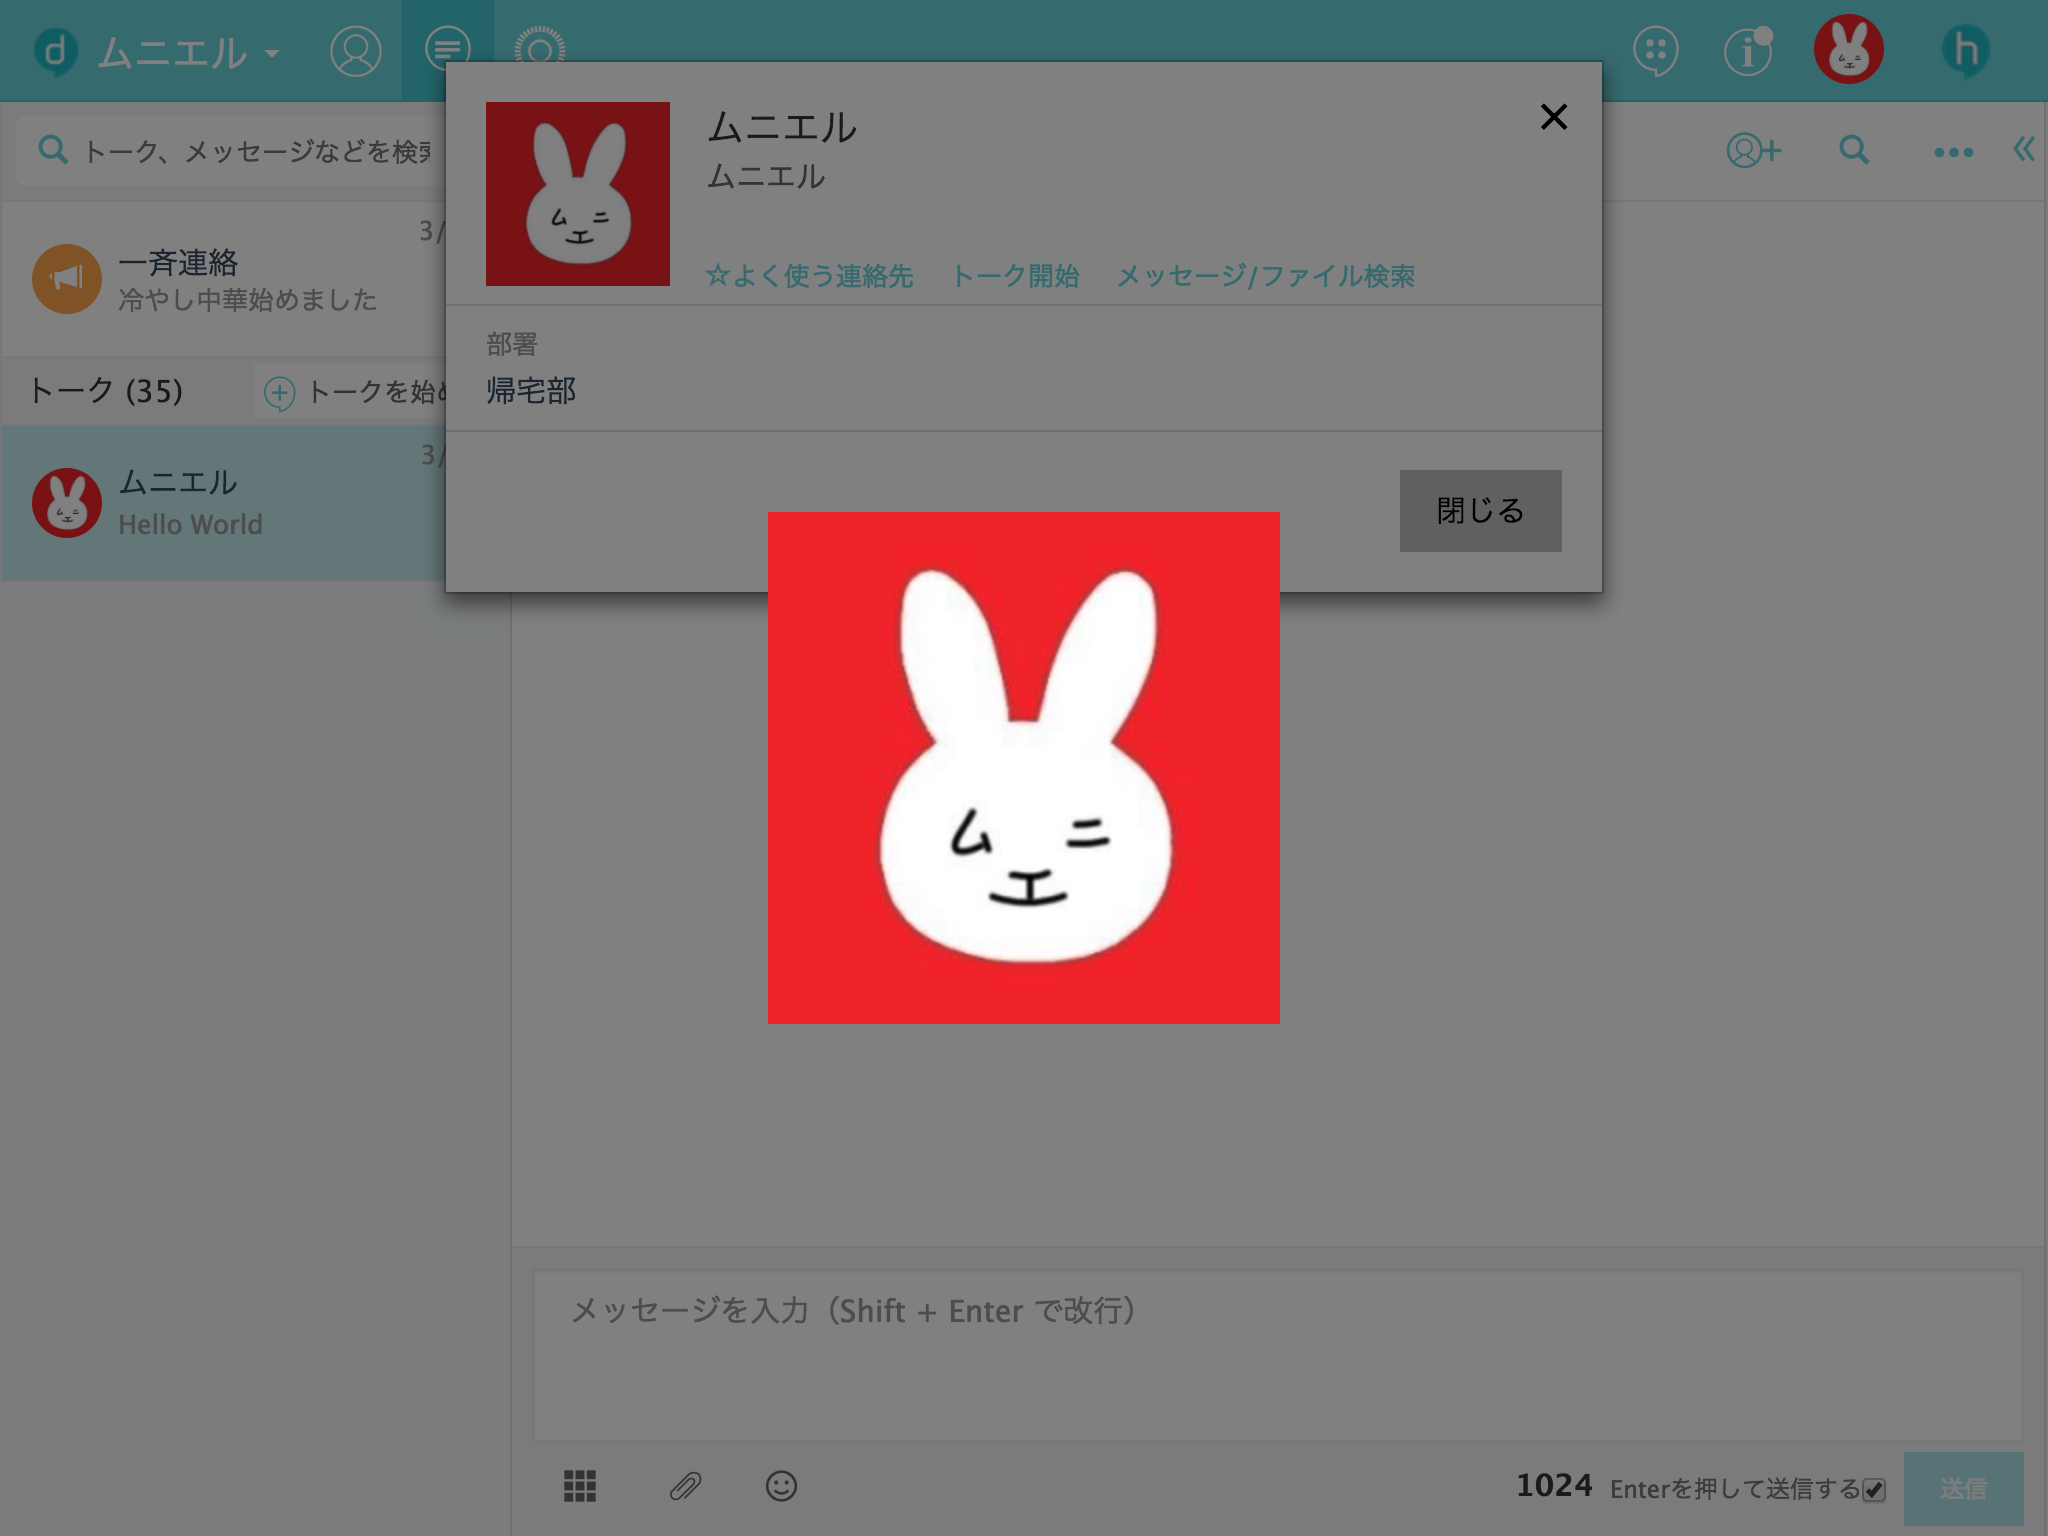 d ムニエル
h
トーク、メッセージなどを検索
3/
一斉連絡
冷やし中華始めました
トーク (35)
トークを始め
3/
ムニエル
Hello World
ムニ
エ
ムニエル
ムニエル
☆よく使う連絡先 トーク開始 メッセージ/ファイル検索
部署
帰宅部
閉じる
ム ニ
エ
メッセージを入力（Shift + Enter で改行）
1024 Enterを押して送信する
送信